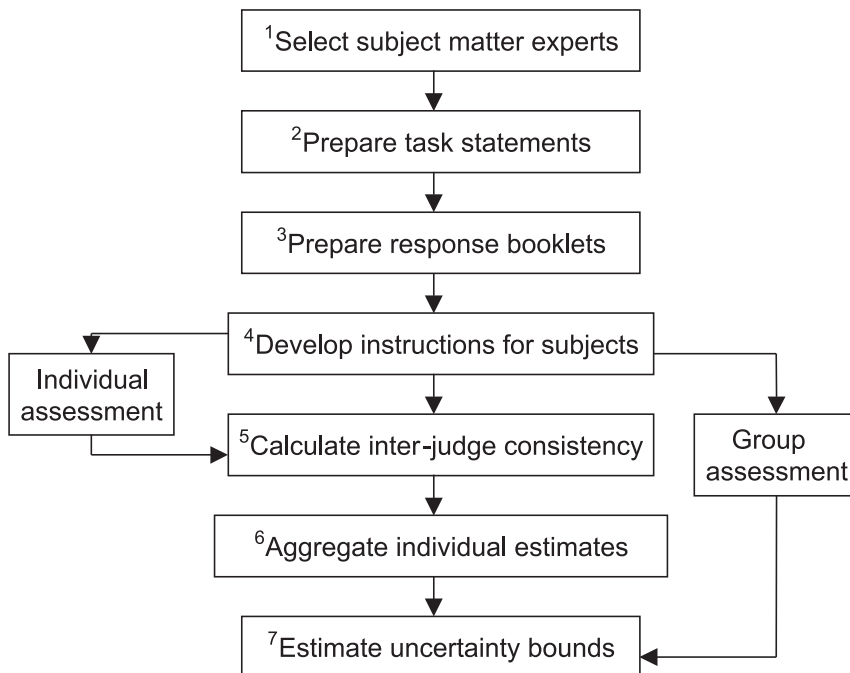 ¹Select subject matter experts
²Prepare task statements
³Prepare response booklets
⁴Develop instructions for subjects
Individual
assessment
⁵Calculate inter-judge consistency
Group
assessment
⁶Aggregate individual estimates
⁷Estimate uncertainty bounds